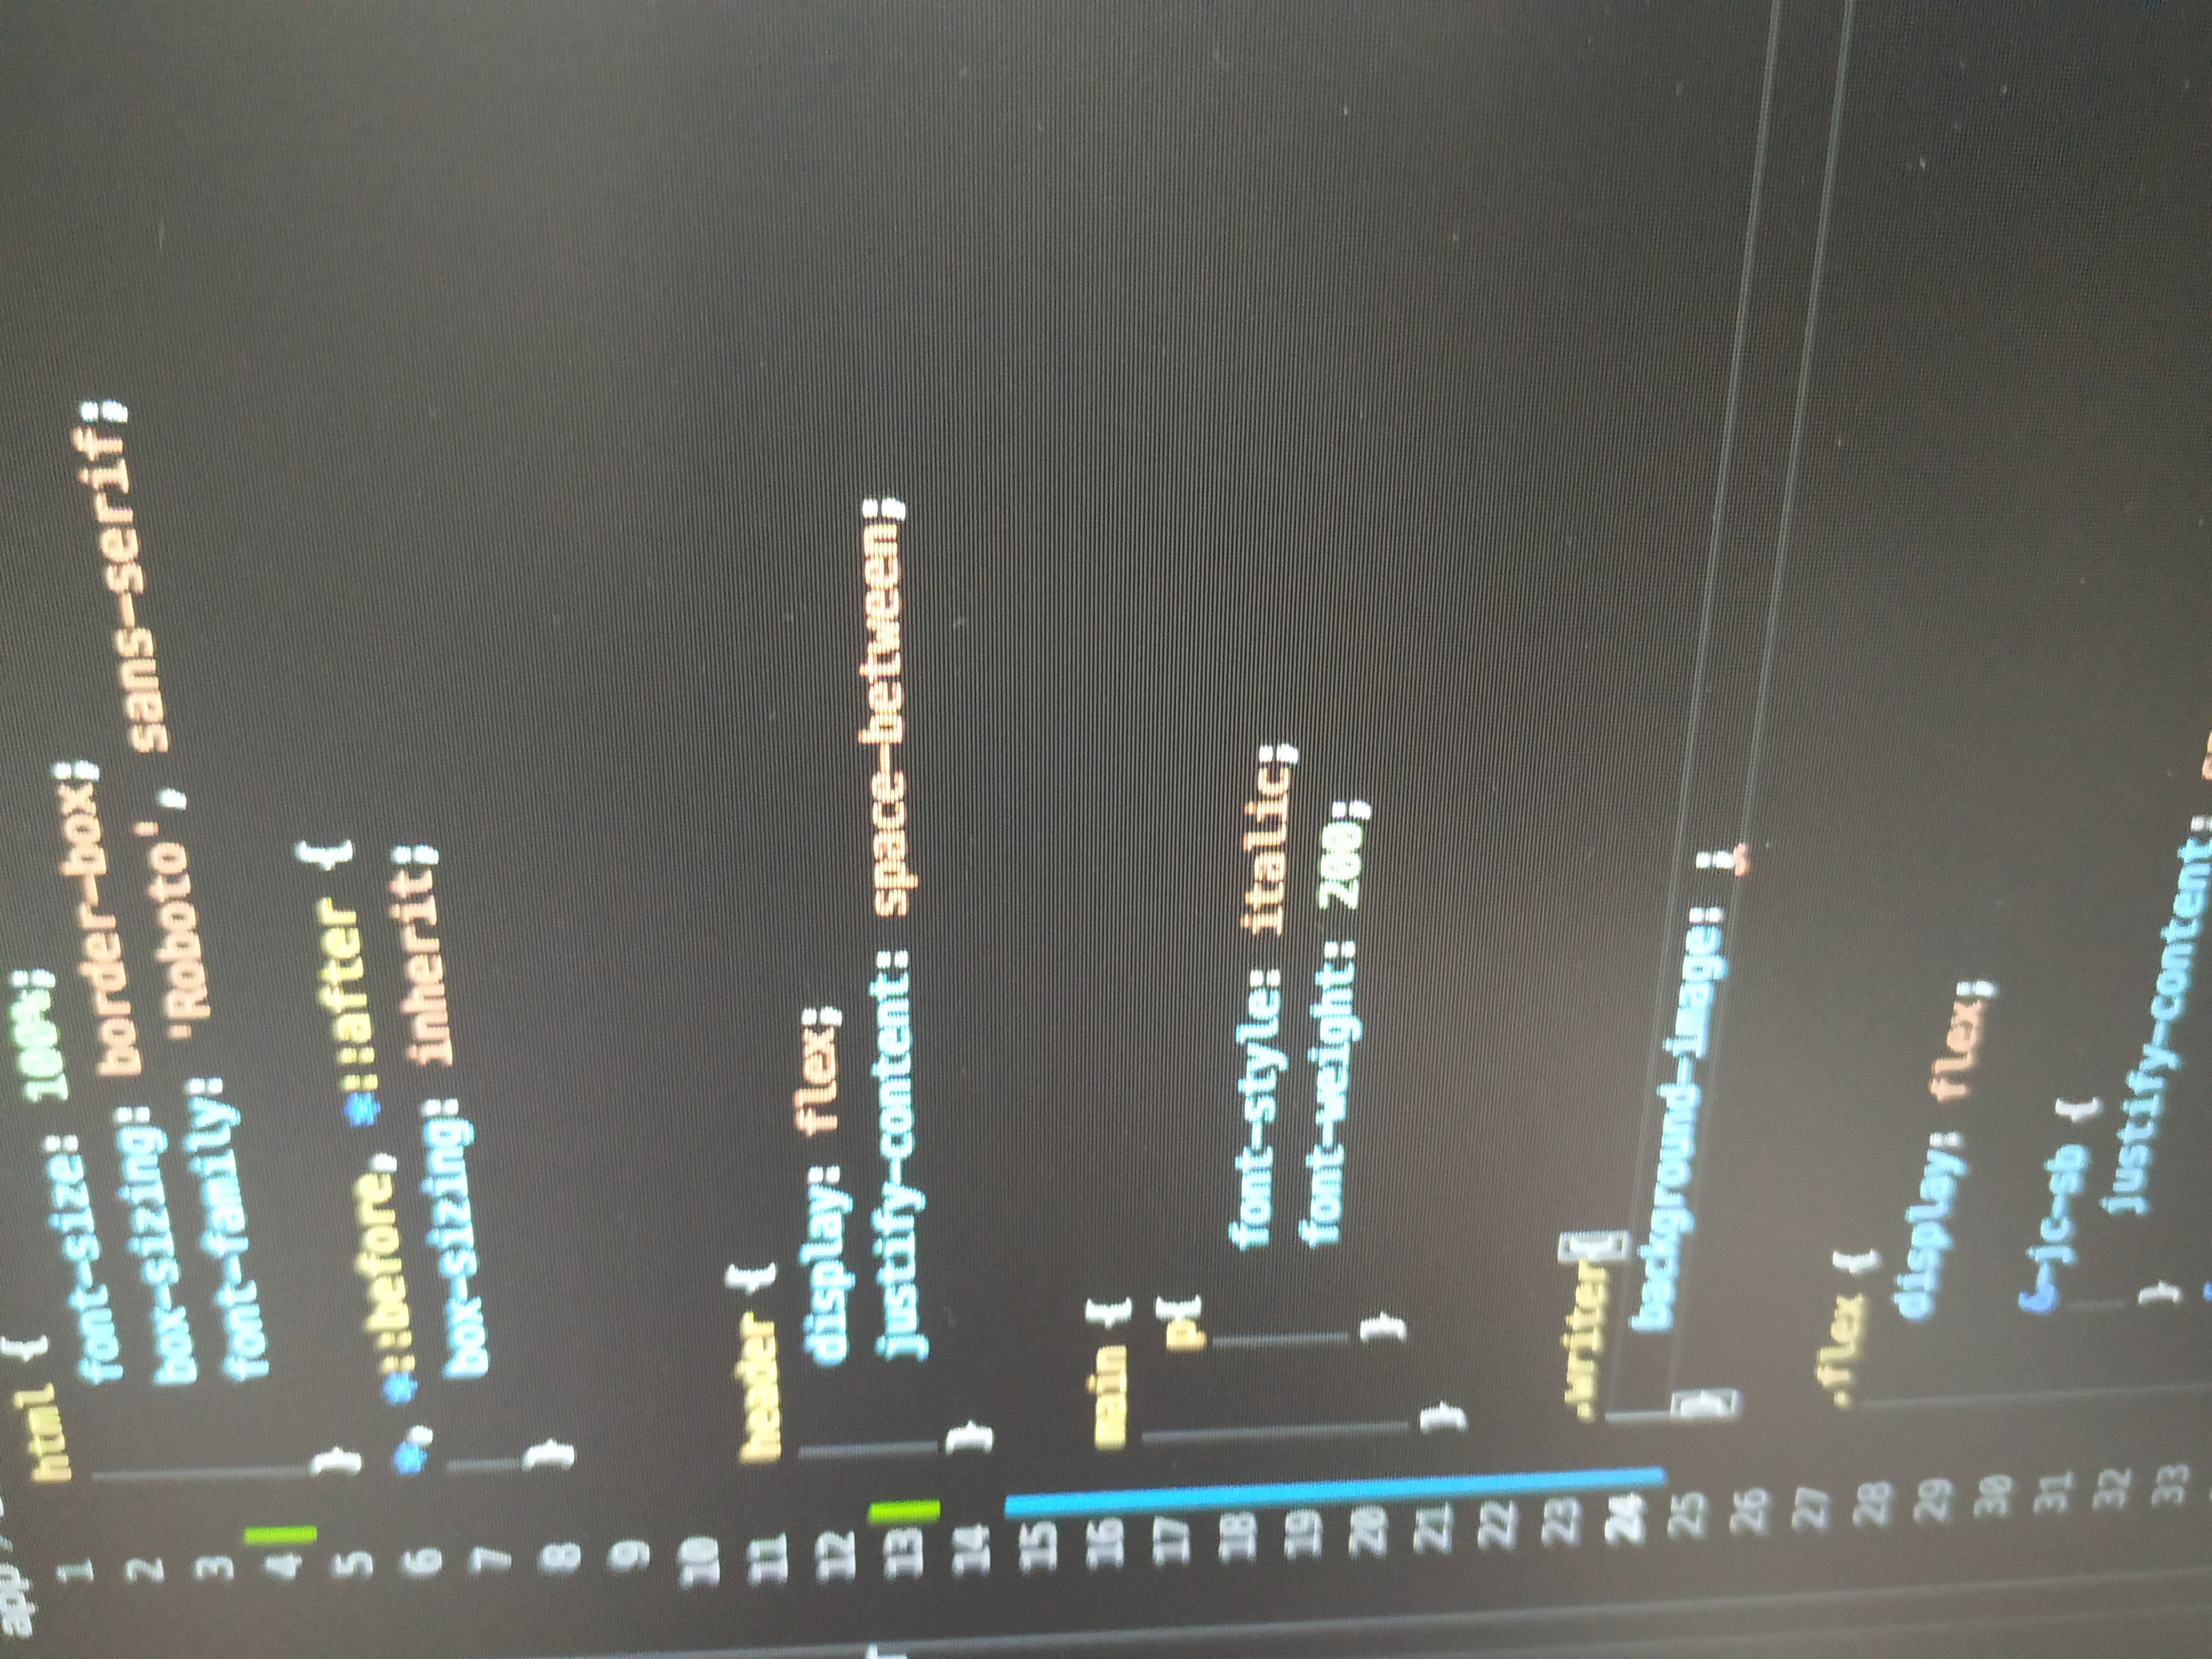 app
1 html {
2 font-size: 100%;
3 box-sizing: border-box;
4 font-family: 'Roboto', sans-serif;
5 }
6 *, *::before, *::after {
7 box-sizing: inherit;
8 }
9
10
11 header {
12 display: flex;
13 justify-content: space-between;
14 }
15
16 main {
17 p{
18 font-style: italic;
19 font-weight: 200;
20 }
21 }
22
23 .writer{
24 background-image: ;
25 }
26
27 .flex {
28 display: flex;
29
30 &-jc-sb {
31 justify-content:
32 }
33